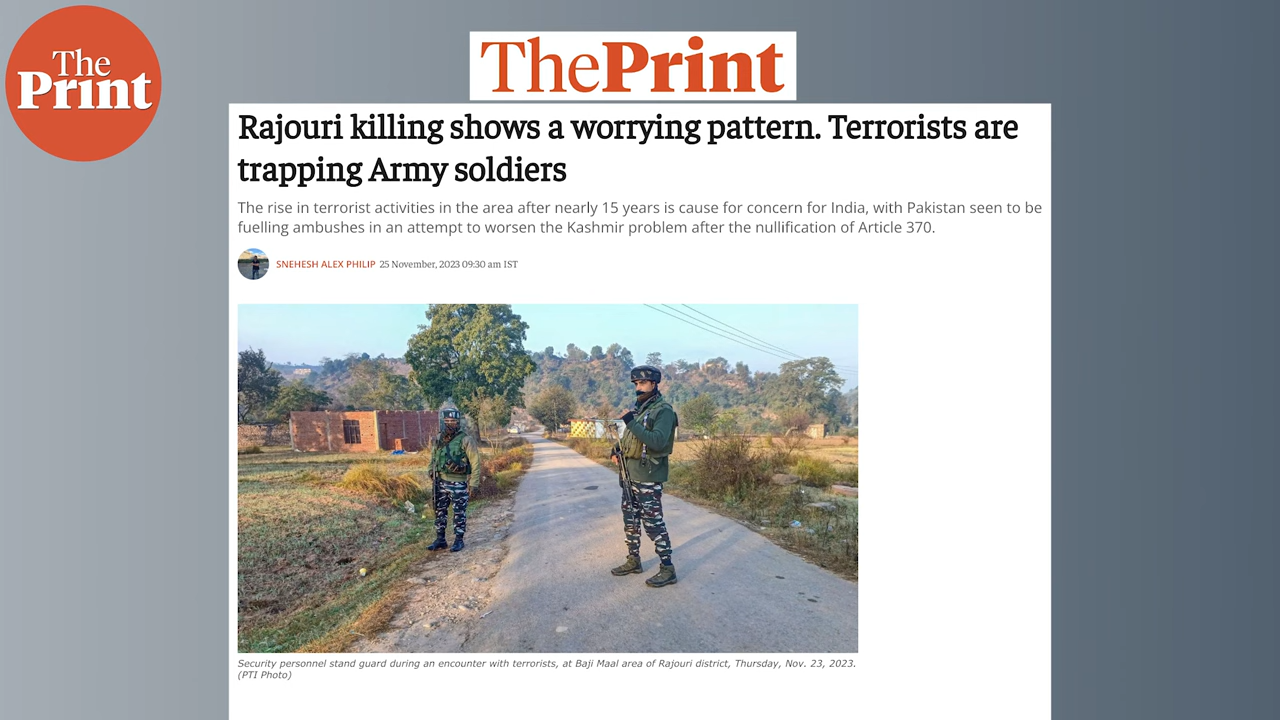 The
Print
ThePrint
Rajouri killing shows a worrying pattern. Terrorists are
trapping Army soldiers
The rise in terrorist activities in the area after nearly 15 years is cause for concern for India, with Pakistan seen to be
fuelling ambushes in an attempt to worsen the Kashmir problem after the nullification of Article 370.
SNEHESH ALEX PHILIP 25 November, 2023 09:30 am IST
Security personnel stand guard during an encounter with terrorists, at Baji Maal area of Rajouri district, Thursday, Nov. 23, 2023.
(PTI Photo)